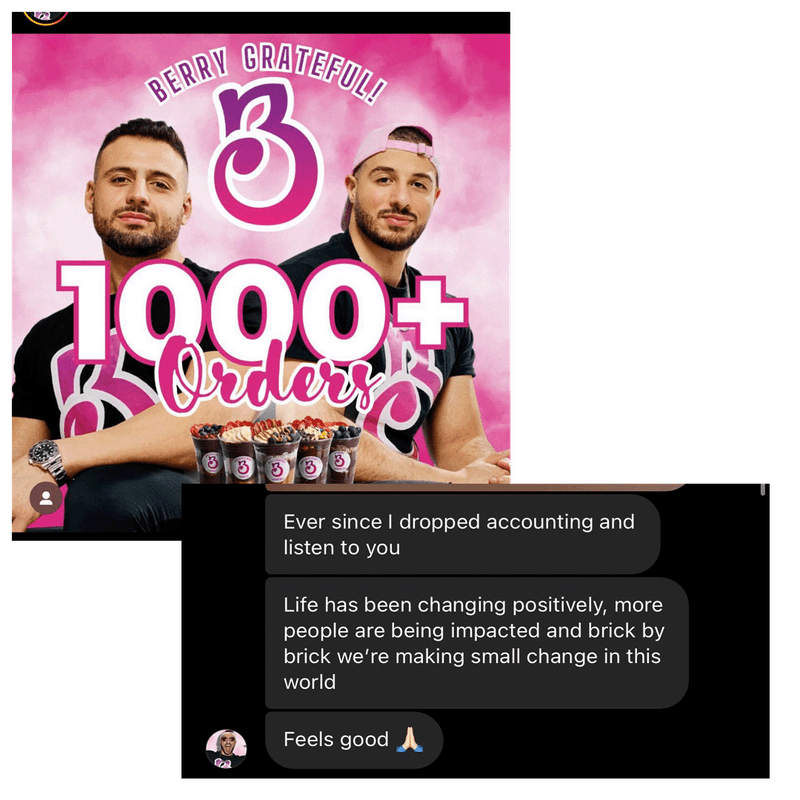 BERRY GRATEFUL!
B
1000+
Orders
Ever since I dropped accounting and
listen to you
Life has been changing positively, more
people are being impacted and brick by
brick we're making small change in this
world
Feels good 🙏🏻